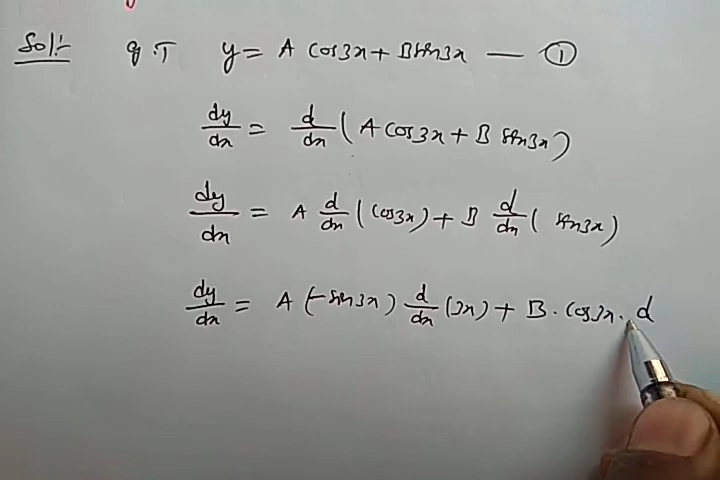 Sol:- g.T y = A cos3x + B sin3x — ①
dy/dx = d/dx ( A cos3x + B sin3x )
dy/dx = A d/dx ( cos3x ) + B d/dx ( sin3x )
dy/dx = A (-sin3x) d/dx (3x) + B · cos3x · d